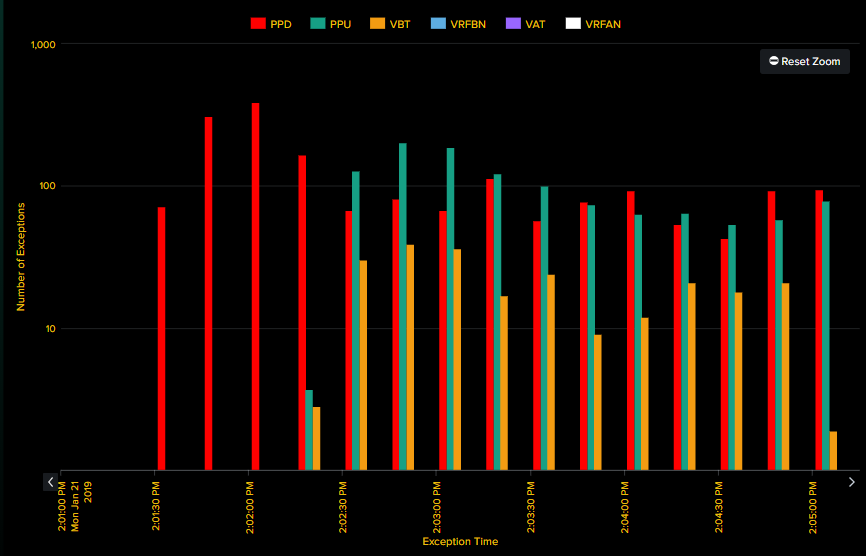 PPD PPU VBT VRFBN VAT VRFAN
Reset Zoom
1,000
100
10
Number of Exceptions
2:01:00 PM
Mon Jan 21
2019
2:01:30 PM
2:02:00 PM
2:02:30 PM
2:03:00 PM
2:03:30 PM
2:04:00 PM
2:04:30 PM
2:05:00 PM
Exception Time